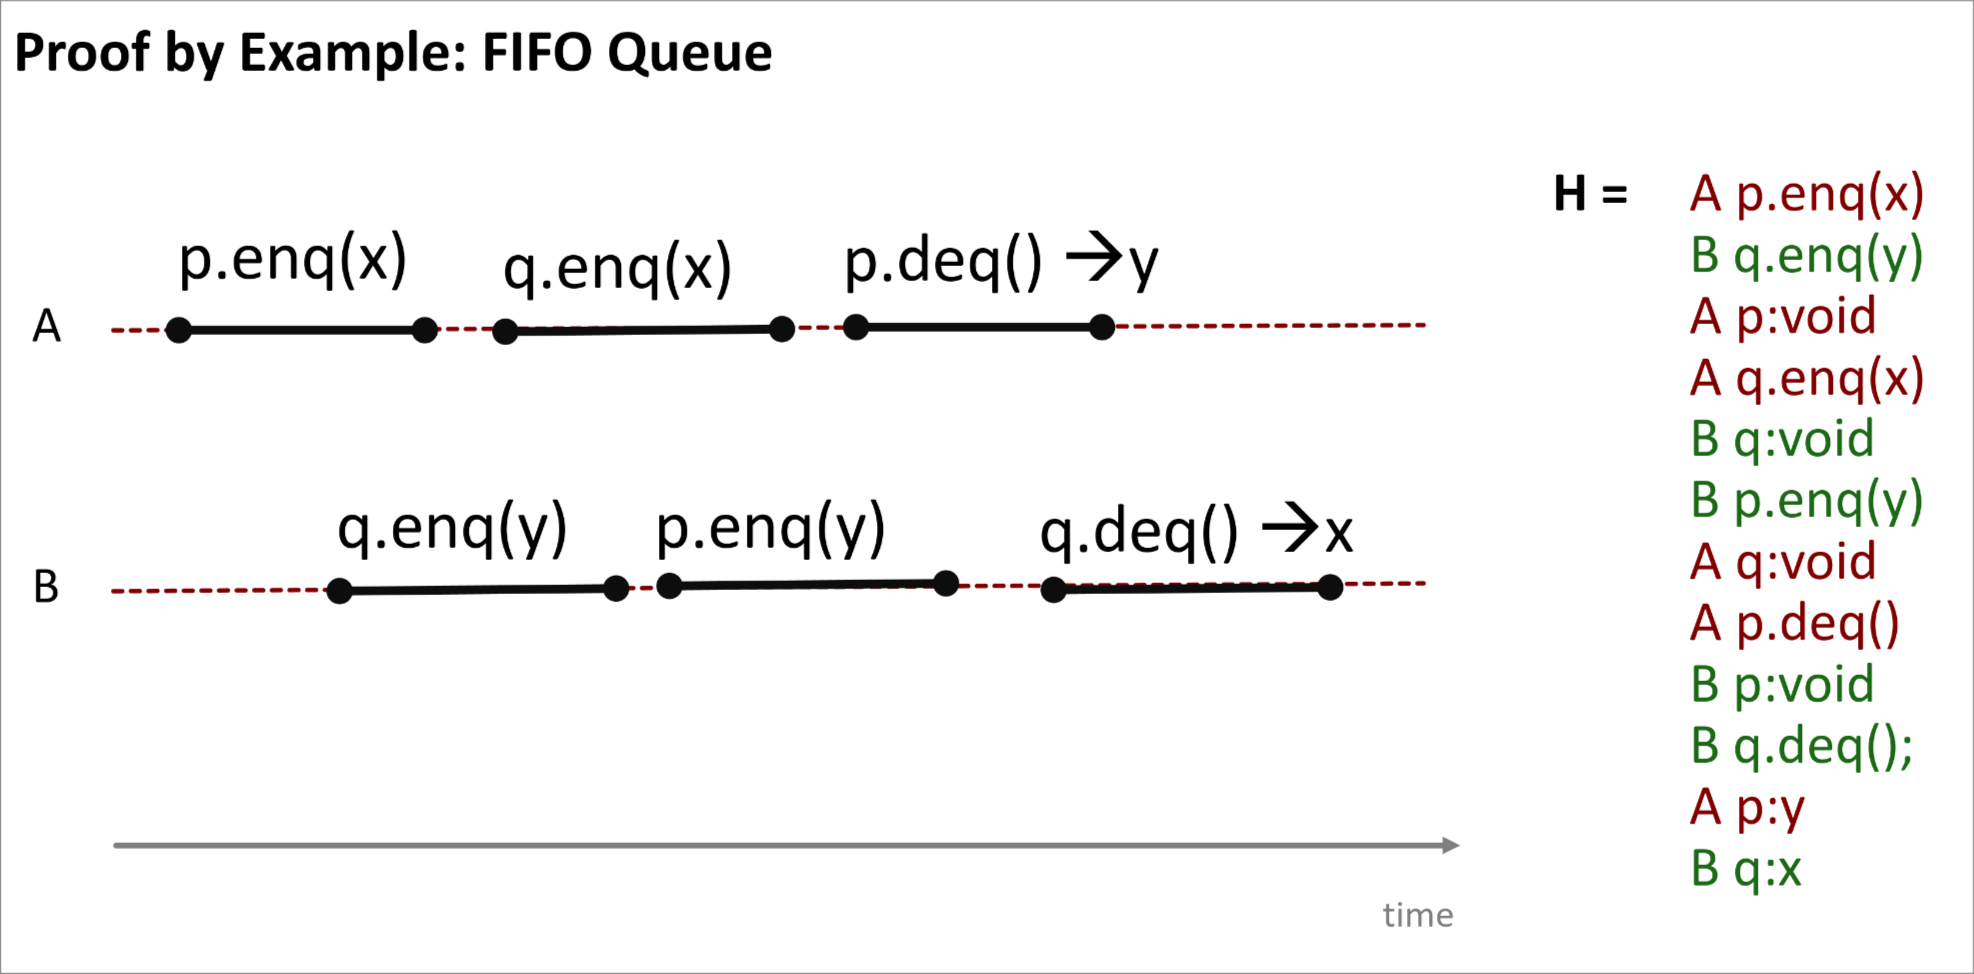 Proof by Example: FIFO Queue
p.enq(x) q.enq(x) p.deq() →y
A
q.enq(y) p.enq(y) q.deq() →x
B
time
H = A p.enq(x)
B q.enq(y)
A p:void
A q.enq(x)
B q:void
B p.enq(y)
A q:void
A p.deq()
B p:void
B q.deq();
A p:y
B q:x